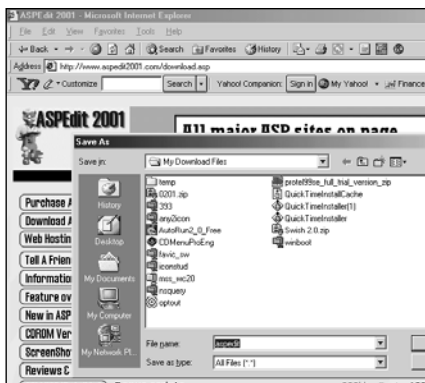 ASPEdit 2001 - Microsoft Internet Explorer
File Edit View Favorites Tools Help
Back Search Favorites History
Address http://www.aspedit2001.com/download.asp
Y? Customize Search Yahoo! Companion: Sign in My Yahoo! Finance
ASPEdit 2001
All major ASP sites on page
Save As
Save in: My Download Files
History
Desktop
My Documents
My Computer
My Network Pl...
temp
0201.zip
393
any2icon
AutoRun2_0_Free
CDMenuProEng
favic_sw
iconstud
mss_wc20
nsquery
optout
protel99se_full_trial_version_zip
QuickTimeInstallCache
QuickTimeInstaller(1)
QuickTimeInstaller
Swish 2.0.zip
winboot
File name: aspedit
Save as type: All Files (*.*)
Purchase A
Download A
Web Hostin
Tell A Frien
Informatio
Feature ov
New in ASP
CDROM Ver
ScreenSho
Reviews &